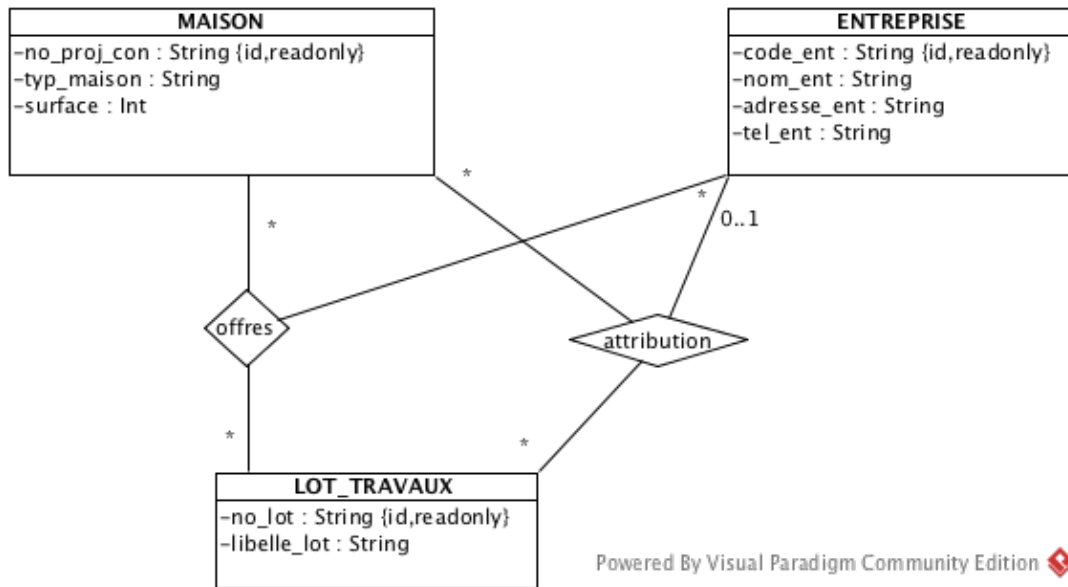 MAISON
-no_proj_con : String {id,readonly}
-typ_maison : String
-surface : Int
ENTREPRISE
-code_ent : String {id,readonly}
-nom_ent : String
-adresse_ent : String
-tel_ent : String
*
*
0..1
*
offres
attribution
*
*
LOT_TRAVAUX
-no_lot : String {id,readonly}
-libelle_lot : String
Powered By Visual Paradigm Community Edition